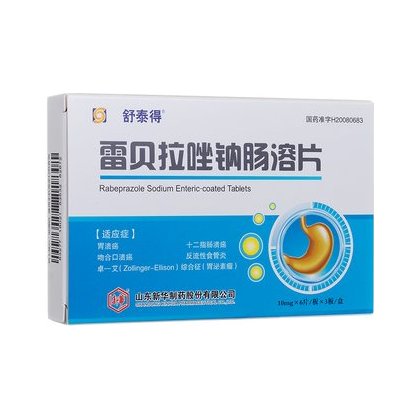 舒泰得
国药准字H20080683
雷贝拉唑钠肠溶片
Rabeprazole Sodium Enteric-coated Tablets
【适应症】
胃溃疡 十二指肠溃疡
吻合口溃疡 反流性食管炎
卓-艾(Zollinger-Ellison)综合征(胃泌素瘤)
山东新华制药股份有限公司
10mg×6片/板×3板/盒